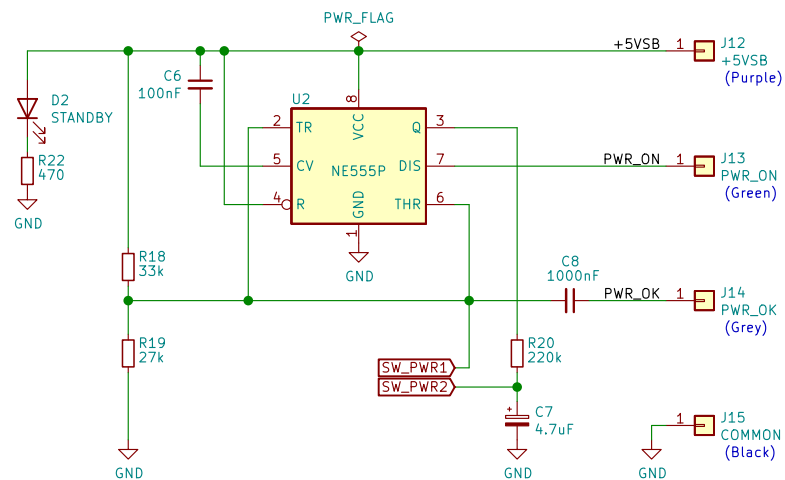 PWR_FLAG
+5VSB
1
J12
+5VSB
(Purple)
C6
100nF
D2
STANDBY
U2
8
VCC
2
TR
Q
3
5
CV
NE555P
DIS
7
PWR_ON
1
J13
PWR_ON
(Green)
R22
470
4
R
GND
THR
6
1
GND
GND
R18
33k
C8
1000nF
PWR_OK
1
J14
PWR_OK
(Grey)
R19
27k
R20
220k
SW_PWR1
SW_PWR2
+
C7
4.7uF
1
J15
COMMON
(Black)
GND
GND
GND